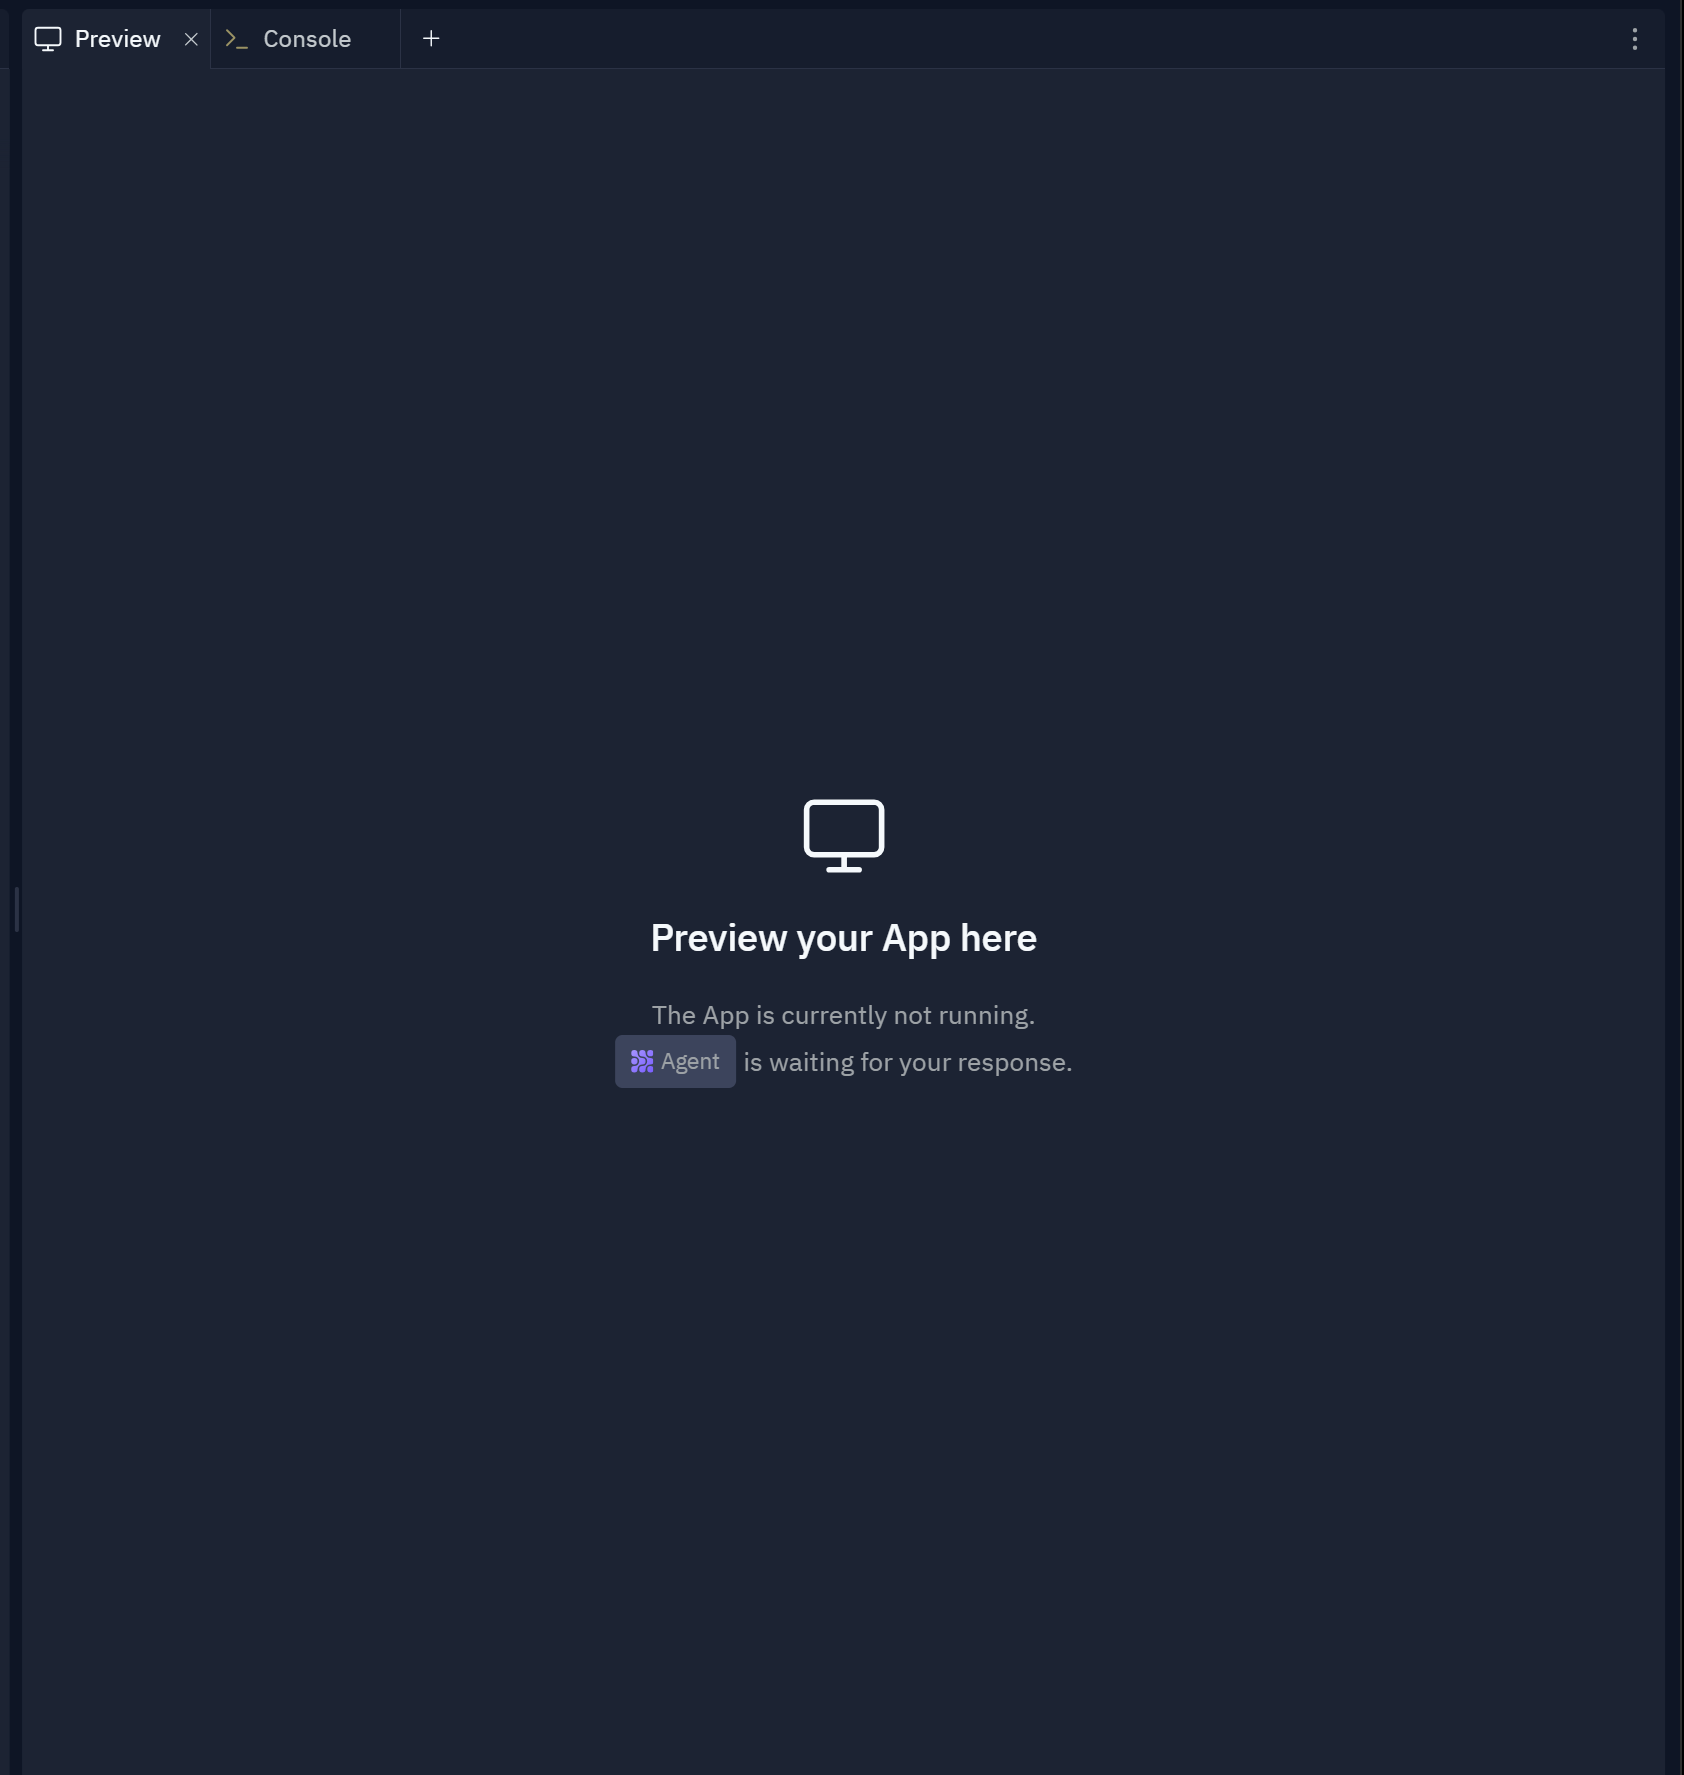 Preview
Console
Preview your App here
The App is currently not running.
Agent is waiting for your response.